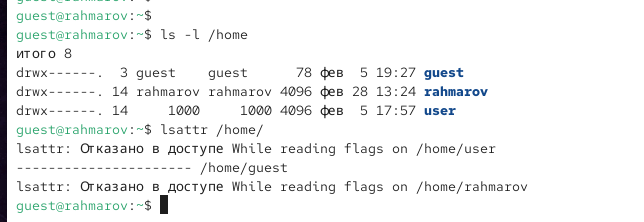 guest@rahmarov:~$
guest@rahmarov:~$ ls -l /home
итого 8
drwx------.  3 guest    guest      78 фев  5 19:27 guest
drwx------. 14 rahmarov rahmarov 4096 фев 28 13:24 rahmarov
drwx------. 14     1000     1000 4096 фев  5 17:57 user
guest@rahmarov:~$ lsattr /home/
lsattr: Отказано в доступе While reading flags on /home/user
---------------------- /home/guest
lsattr: Отказано в доступе While reading flags on /home/rahmarov
guest@rahmarov:~$